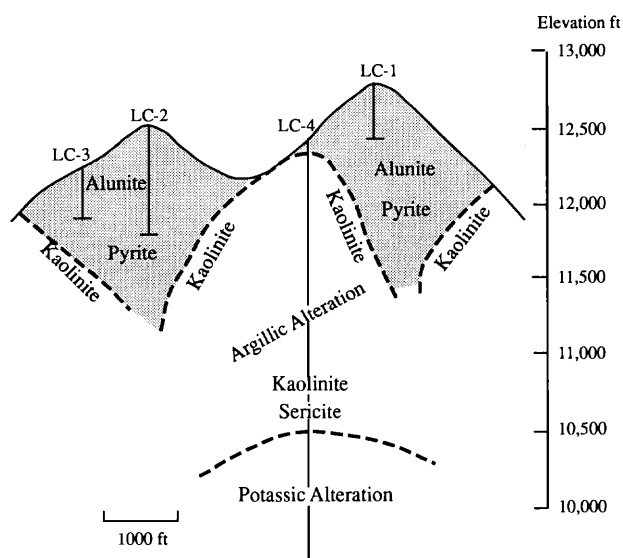 Elevation ft
13,000
LC-1
LC-2
LC-4
12,500
LC-3
Alunite
Alunite
12,000
Pyrite
Kaolinite
Kaolinite
Pyrite
Kaolinite
Kaolinite
11,500
Argillic Alteration
11,000
Kaolinite
Sericite
10,500
Potassic Alteration
10,000
1000 ft